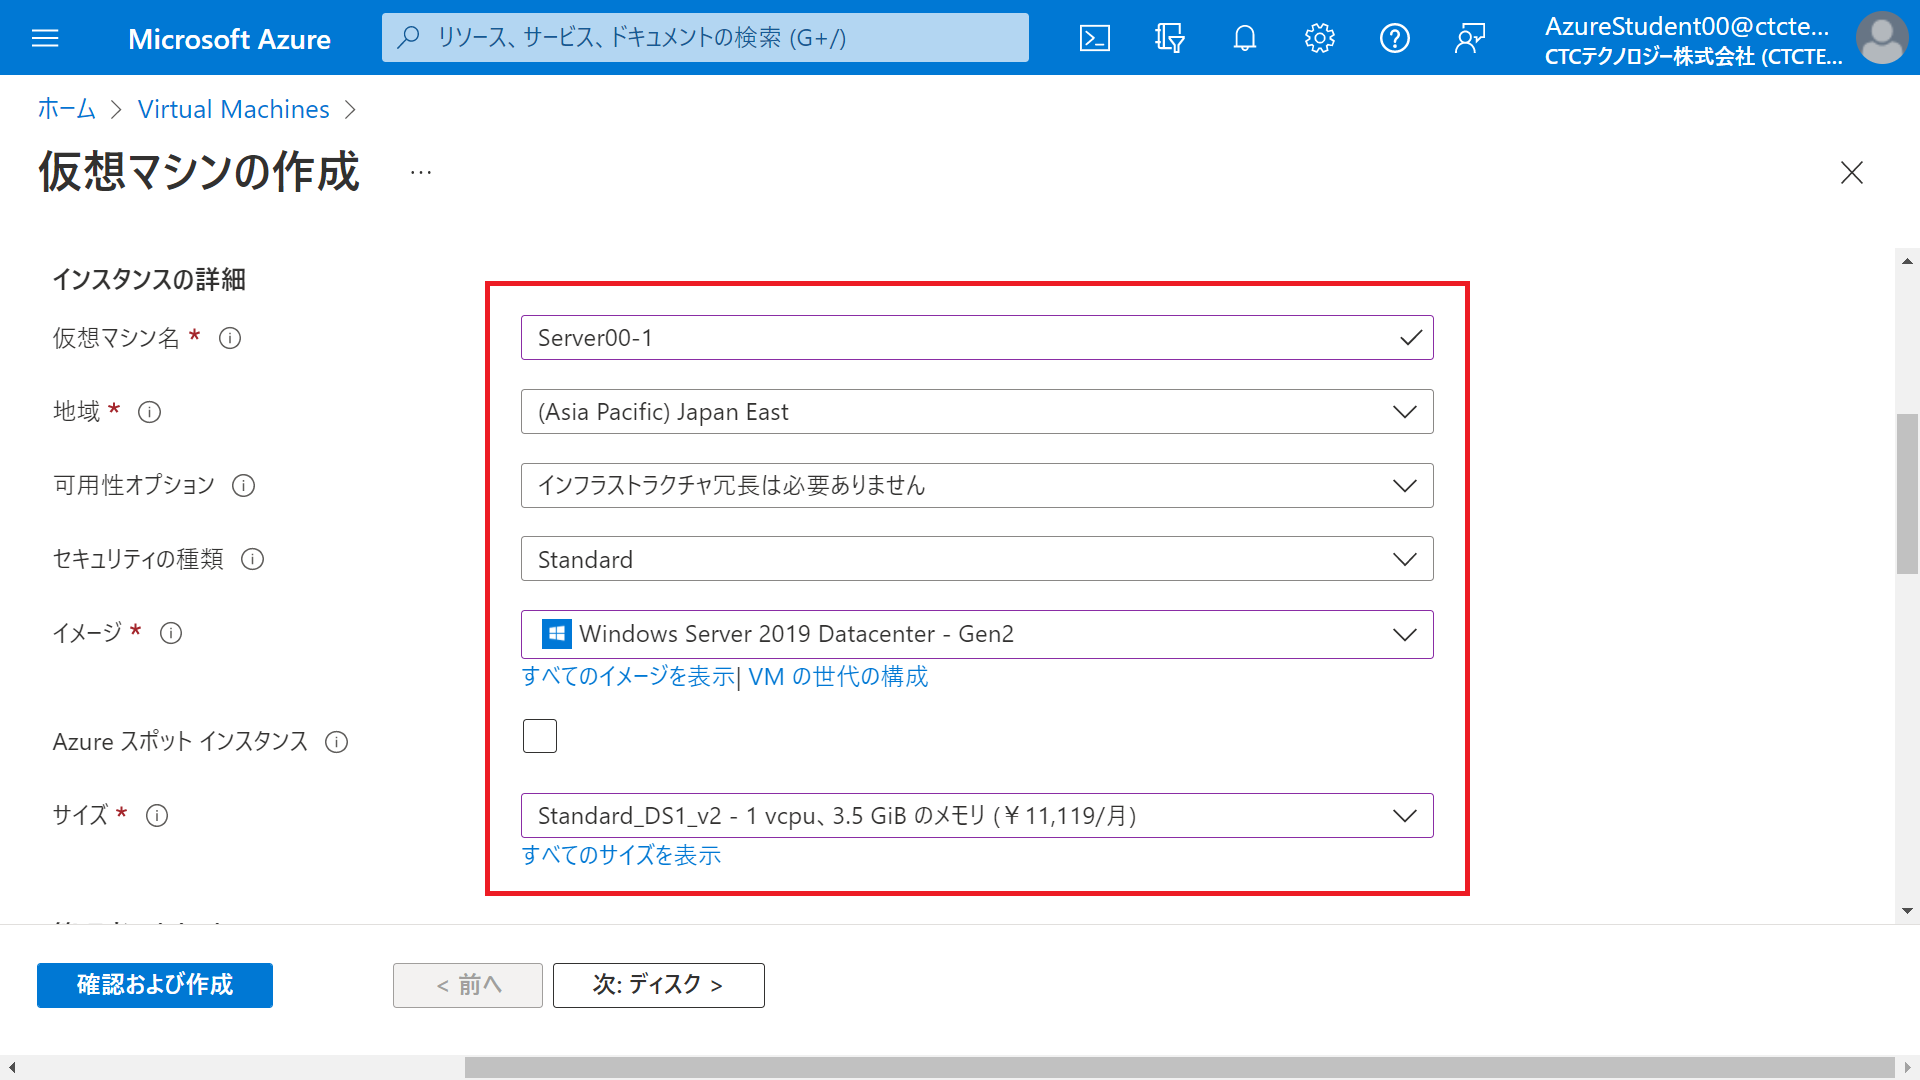 Microsoft Azure
リソース、サービス、ドキュメントの検索 (G+/)
AzureStudent00@ctcte...
CTCテクノロジー株式会社 (CTCTE...
ホーム > Virtual Machines >
仮想マシンの作成 ...
インスタンスの詳細
仮想マシン名 *
Server00-1
地域 *
(Asia Pacific) Japan East
可用性オプション
インフラストラクチャ冗長は必要ありません
セキュリティの種類
Standard
イメージ *
Windows Server 2019 Datacenter - Gen2
すべてのイメージを表示| VM の世代の構成
Azure スポット インスタンス
サイズ *
Standard_DS1_v2 - 1 vcpu、3.5 GiB のメモリ (¥11,119/月)
すべてのサイズを表示
確認および作成
< 前へ
次: ディスク >